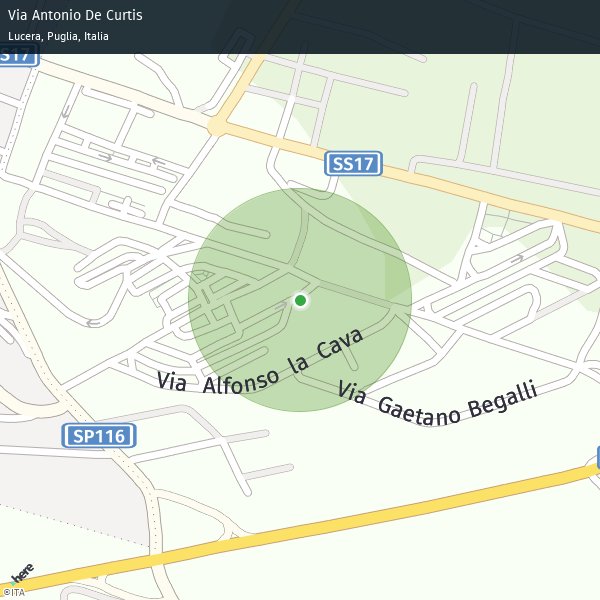 Via Antonio De Curtis
Lucera, Puglia, Italia
SS17
SS17
Via Alfonso la Cava
Via Gaetano Begalli
SP116
here
©ITA